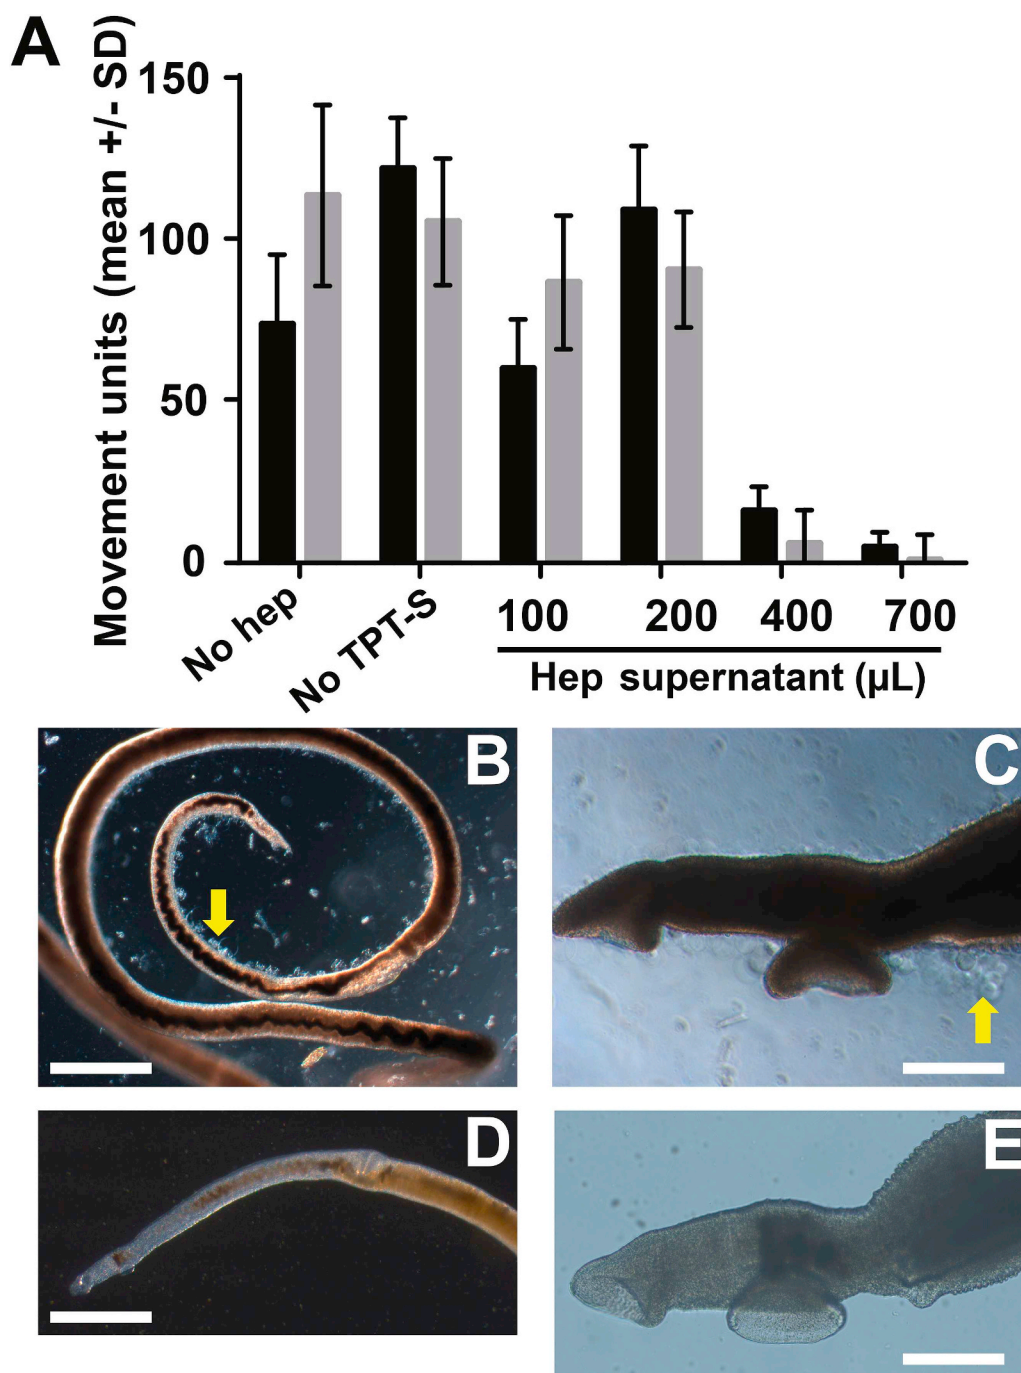 A
Movement units (mean +/- SD)
150
100
50
0
No hep
No TPT-S
100
200
400
700
Hep supernatant (µL)
B
C
D
E